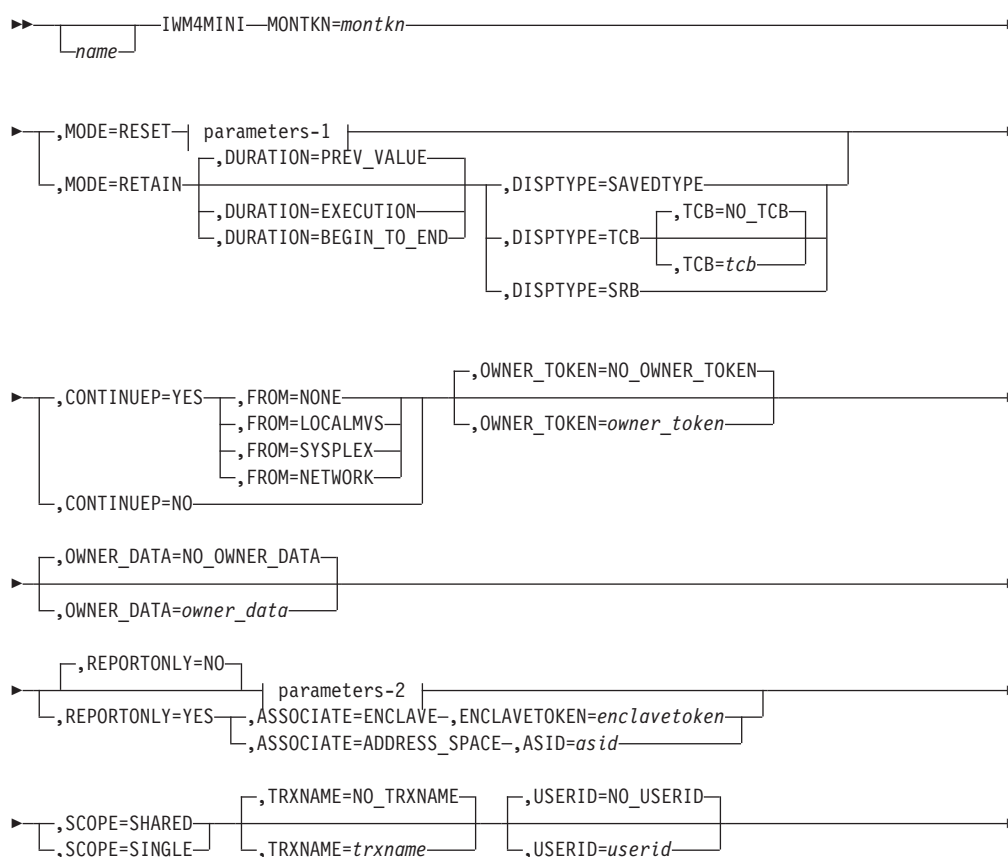 IWM4MINI MONTKN=montkn
name
,MODE=RESET parameters-1
,DURATION=PREV_VALUE
,MODE=RETAIN ,DISPTYPE=SAVEDTYPE
,DURATION=EXECUTION ,TCB=NO_TCB
,DURATION=BEGIN_TO_END ,DISPTYPE=TCB
,TCB=tcb
,DISPTYPE=SRB
,OWNER_TOKEN=NO_OWNER_TOKEN
,CONTINUEP=YES ,FROM=NONE
,FROM=LOCALMVS ,OWNER_TOKEN=owner_token
,FROM=SYSPLEX
,FROM=NETWORK
,CONTINUEP=NO
,OWNER_DATA=NO_OWNER_DATA
,OWNER_DATA=owner_data
,REPORTONLY=NO
parameters-2
,REPORTONLY=YES ,ASSOCIATE=ENCLAVE ,ENCLAVETOKEN=enclavetoken
,ASSOCIATE=ADDRESS_SPACE ,ASID=asid
,TRXNAME=NO_TRXNAME ,USERID=NO_USERID
,SCOPE=SHARED
,SCOPE=SINGLE ,TRXNAME=trxname ,USERID=userid